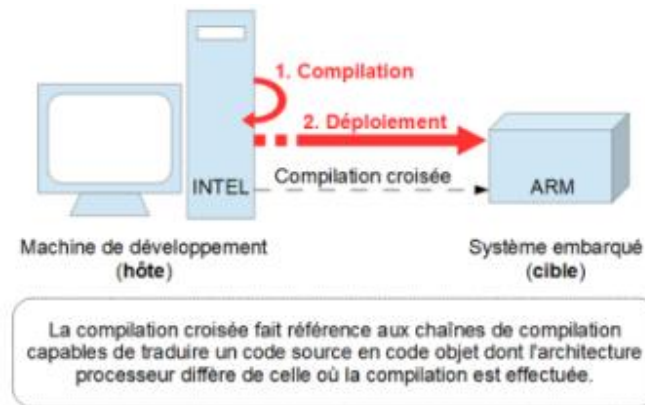 1. Compilation
2. Déploiement
INTEL
Compilation croisée
ARM
Machine de développement
(hôte)
Système embarqué
(cible)
La compilation croisée fait référence aux chaînes de compilation
capables de traduire un code source en code objet dont l'architecture
processeur diffère de celle où la compilation est effectuée.